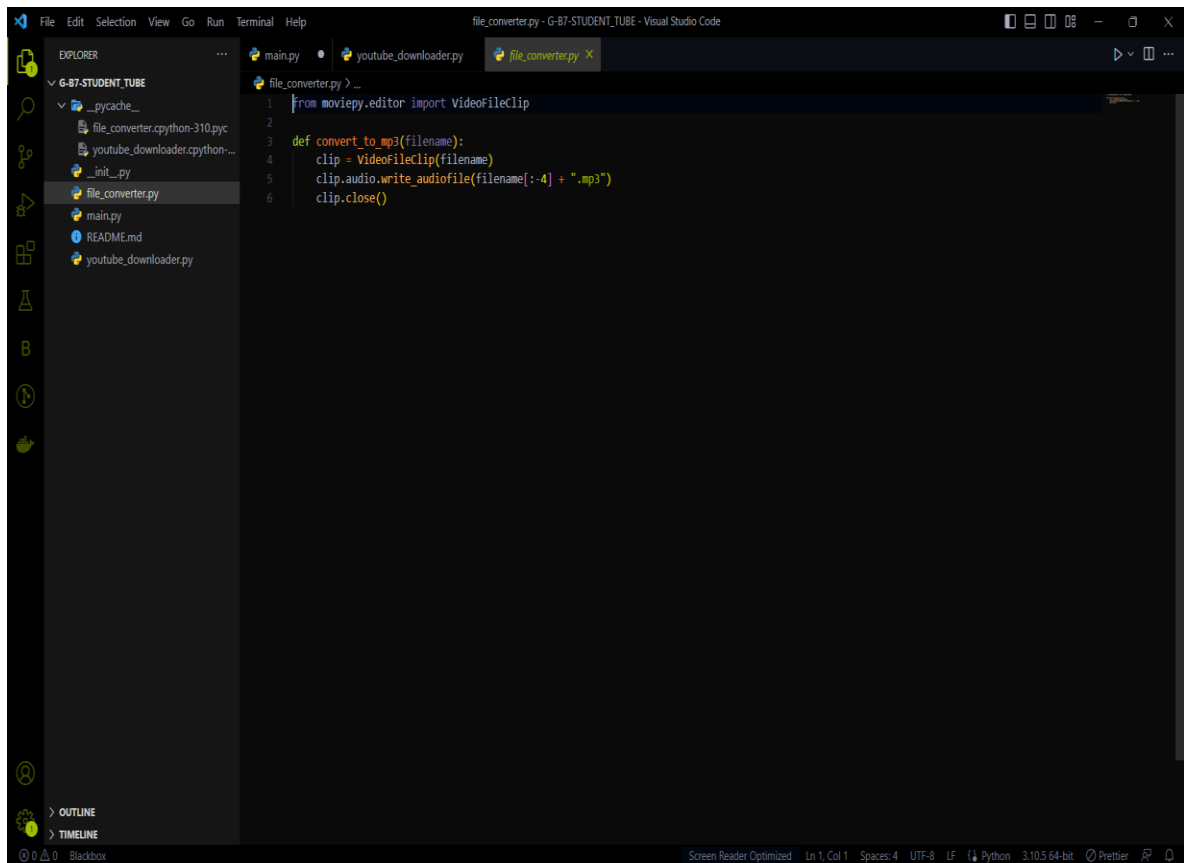 File Edit Selection View Go Run Terminal Help
file_converter.py - G-B7-STUDENT_TUBE - Visual Studio Code
EXPLORER
main.py
youtube_downloader.py
file_converter.py
G-B7-STUDENT_TUBE
file_converter.py > ...
__pycache__
file_converter.cpython-310.pyc
youtube_downloader.cpython-...
__init__.py
file_converter.py
main.py
README.md
youtube_downloader.py
1 from moviepy.editor import VideoFileClip
2
3 def convert_to_mp3(filename):
4     clip = VideoFileClip(filename)
5     clip.audio.write_audiofile(filename[:-4] + ".mp3")
6     clip.close()
B
1
1
OUTLINE
TIMELINE
0 0 Blackbox
Screen Reader Optimized Ln 1, Col 1 Spaces: 4 UTF-8 LF Python 3.10.5 64-bit Prettier